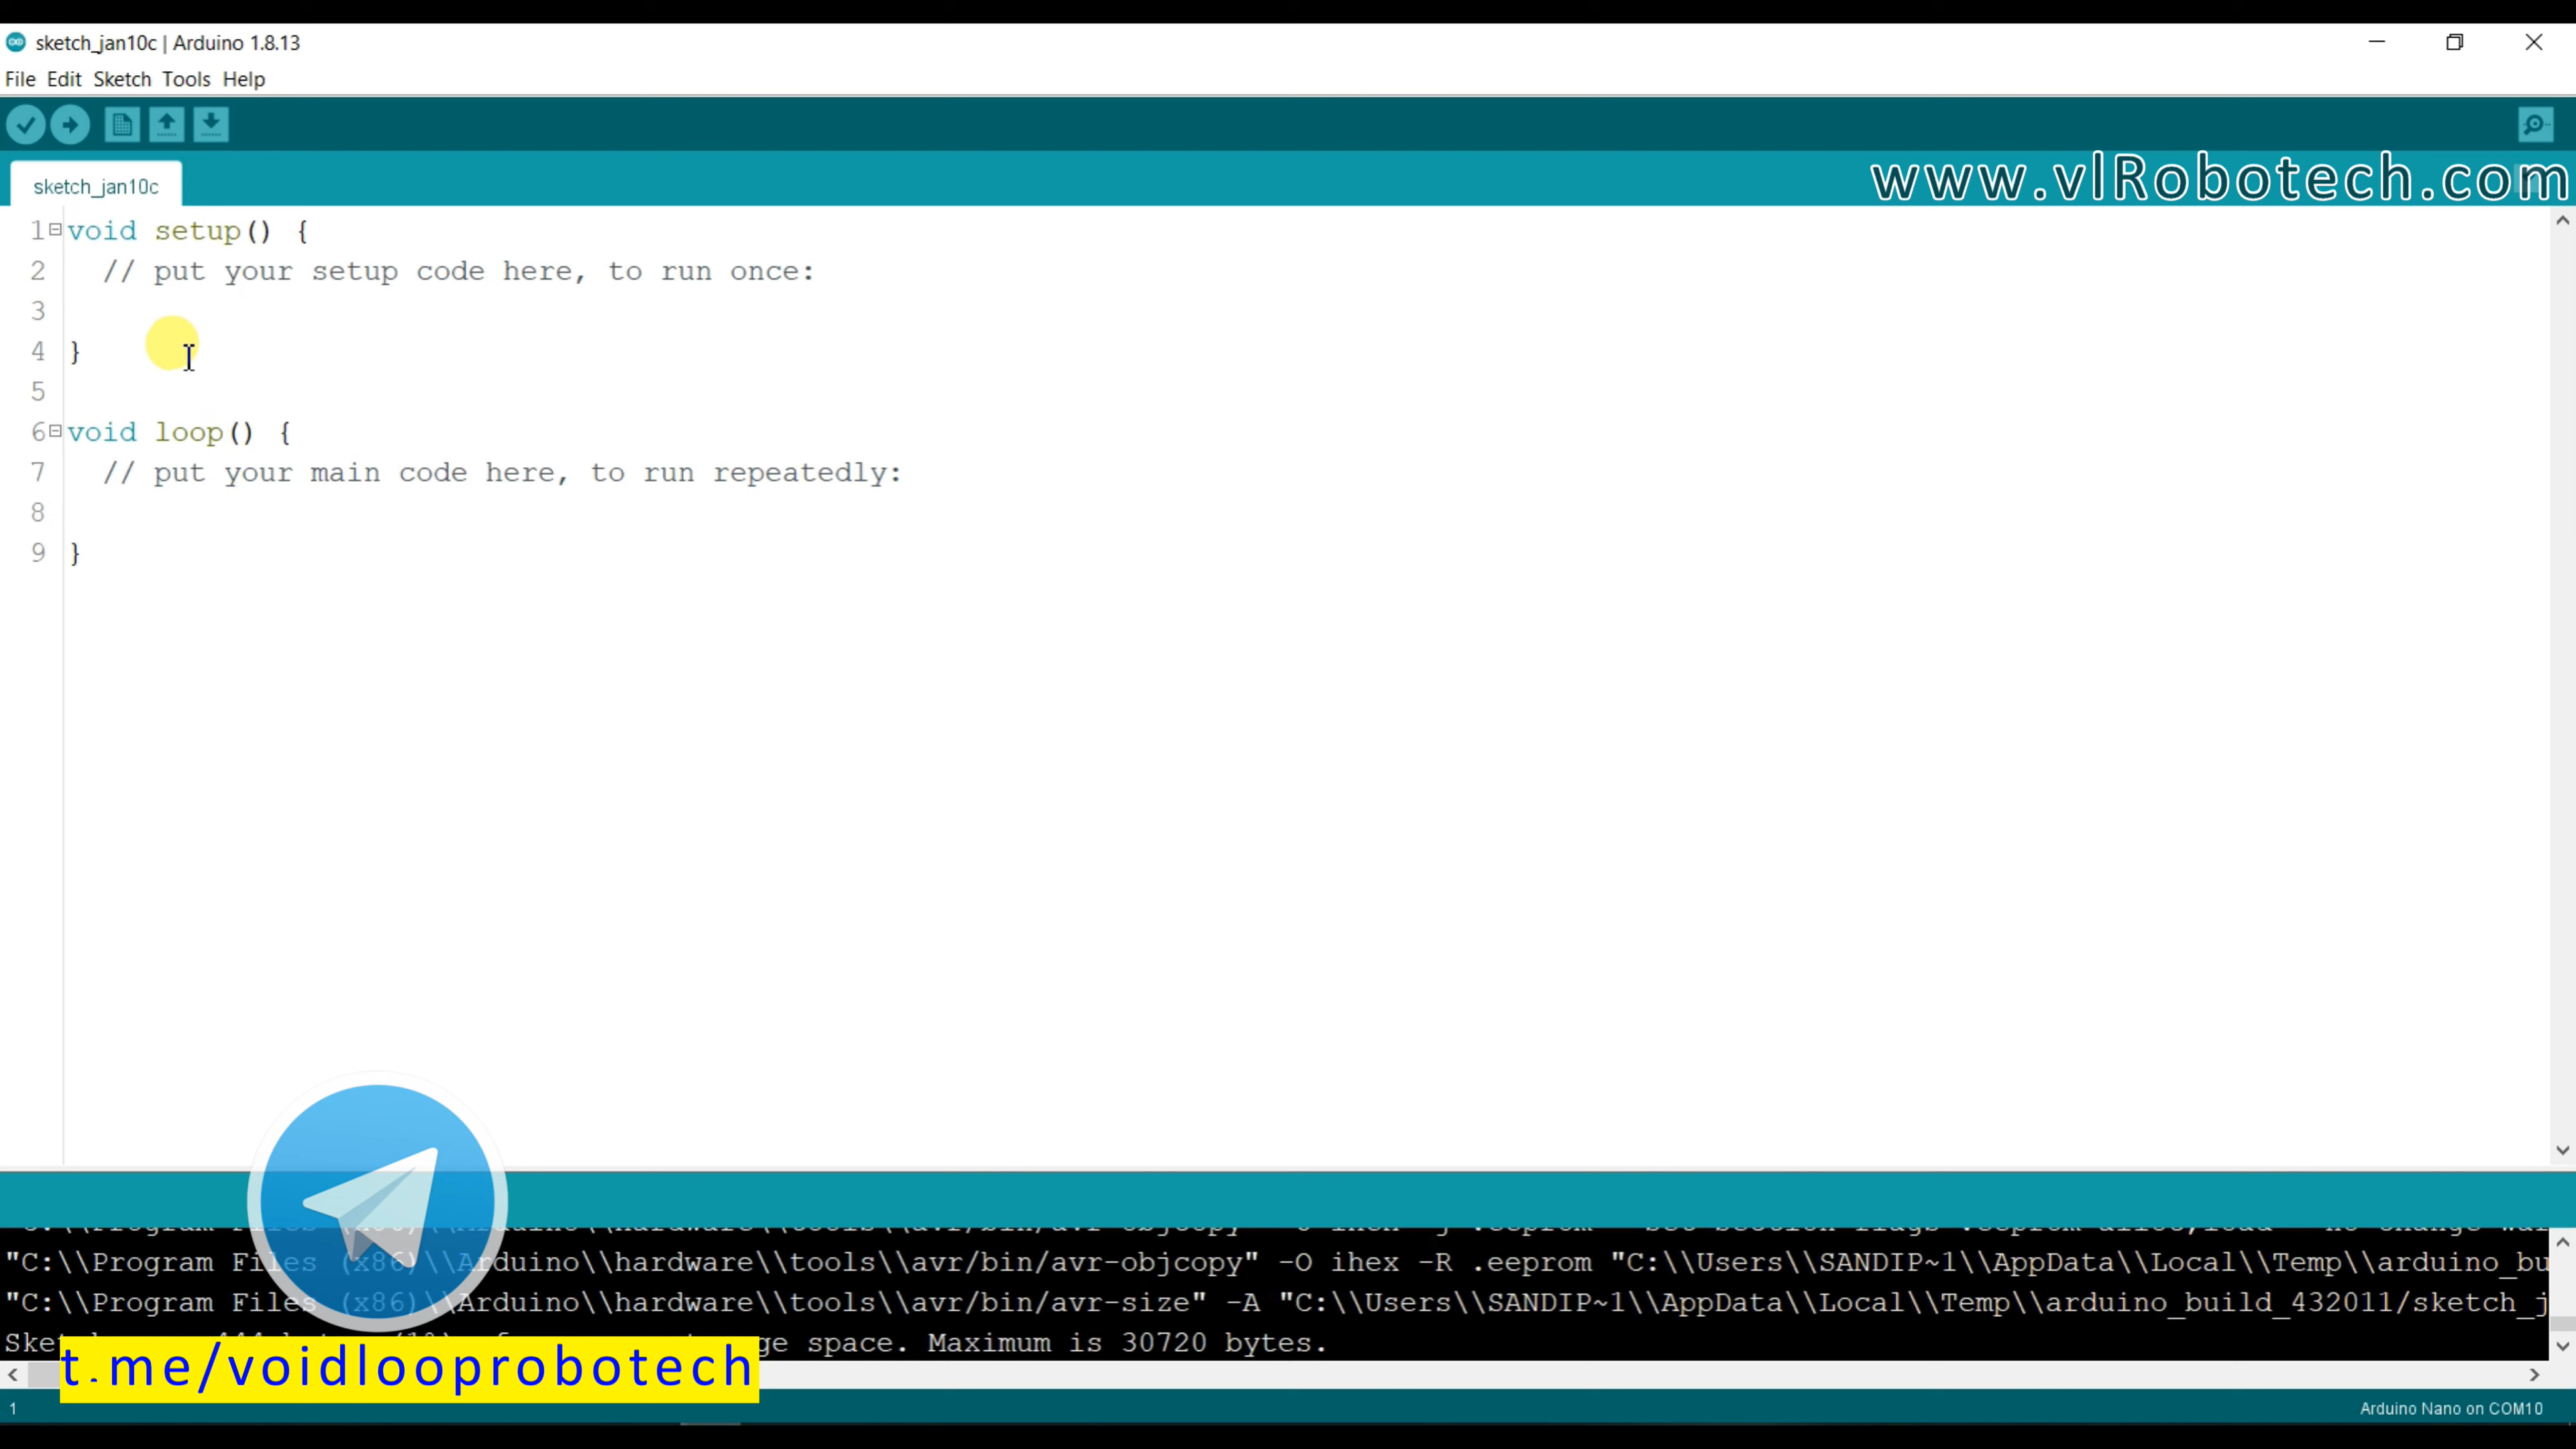 sketch_jan10c | Arduino 1.8.13
File Edit Sketch Tools Help
www.vlRobotech.com
sketch_jan10c
1 void setup() {
2 // put your setup code here, to run once:
3
4 }
5
6 void loop() {
7 // put your main code here, to run repeatedly:
8
9 }
"C:\\Program Files (x86)\\Arduino\\hardware\\tools\\avr/bin/avr-objcopy" -O ihex -R .eeprom "C:\\Users\\SANDIP~1\\AppData\\Local\\Temp\\arduino_bu
"C:\\Program Files (x86)\\Arduino\\hardware\\tools\\avr/bin/avr-size" -A "C:\\Users\\SANDIP~1\\AppData\\Local\\Temp\\arduino_build_432011/sketch_j
space. Maximum is 30720 bytes.
t.me/voidlooprobotech
1
Arduino Nano on COM10